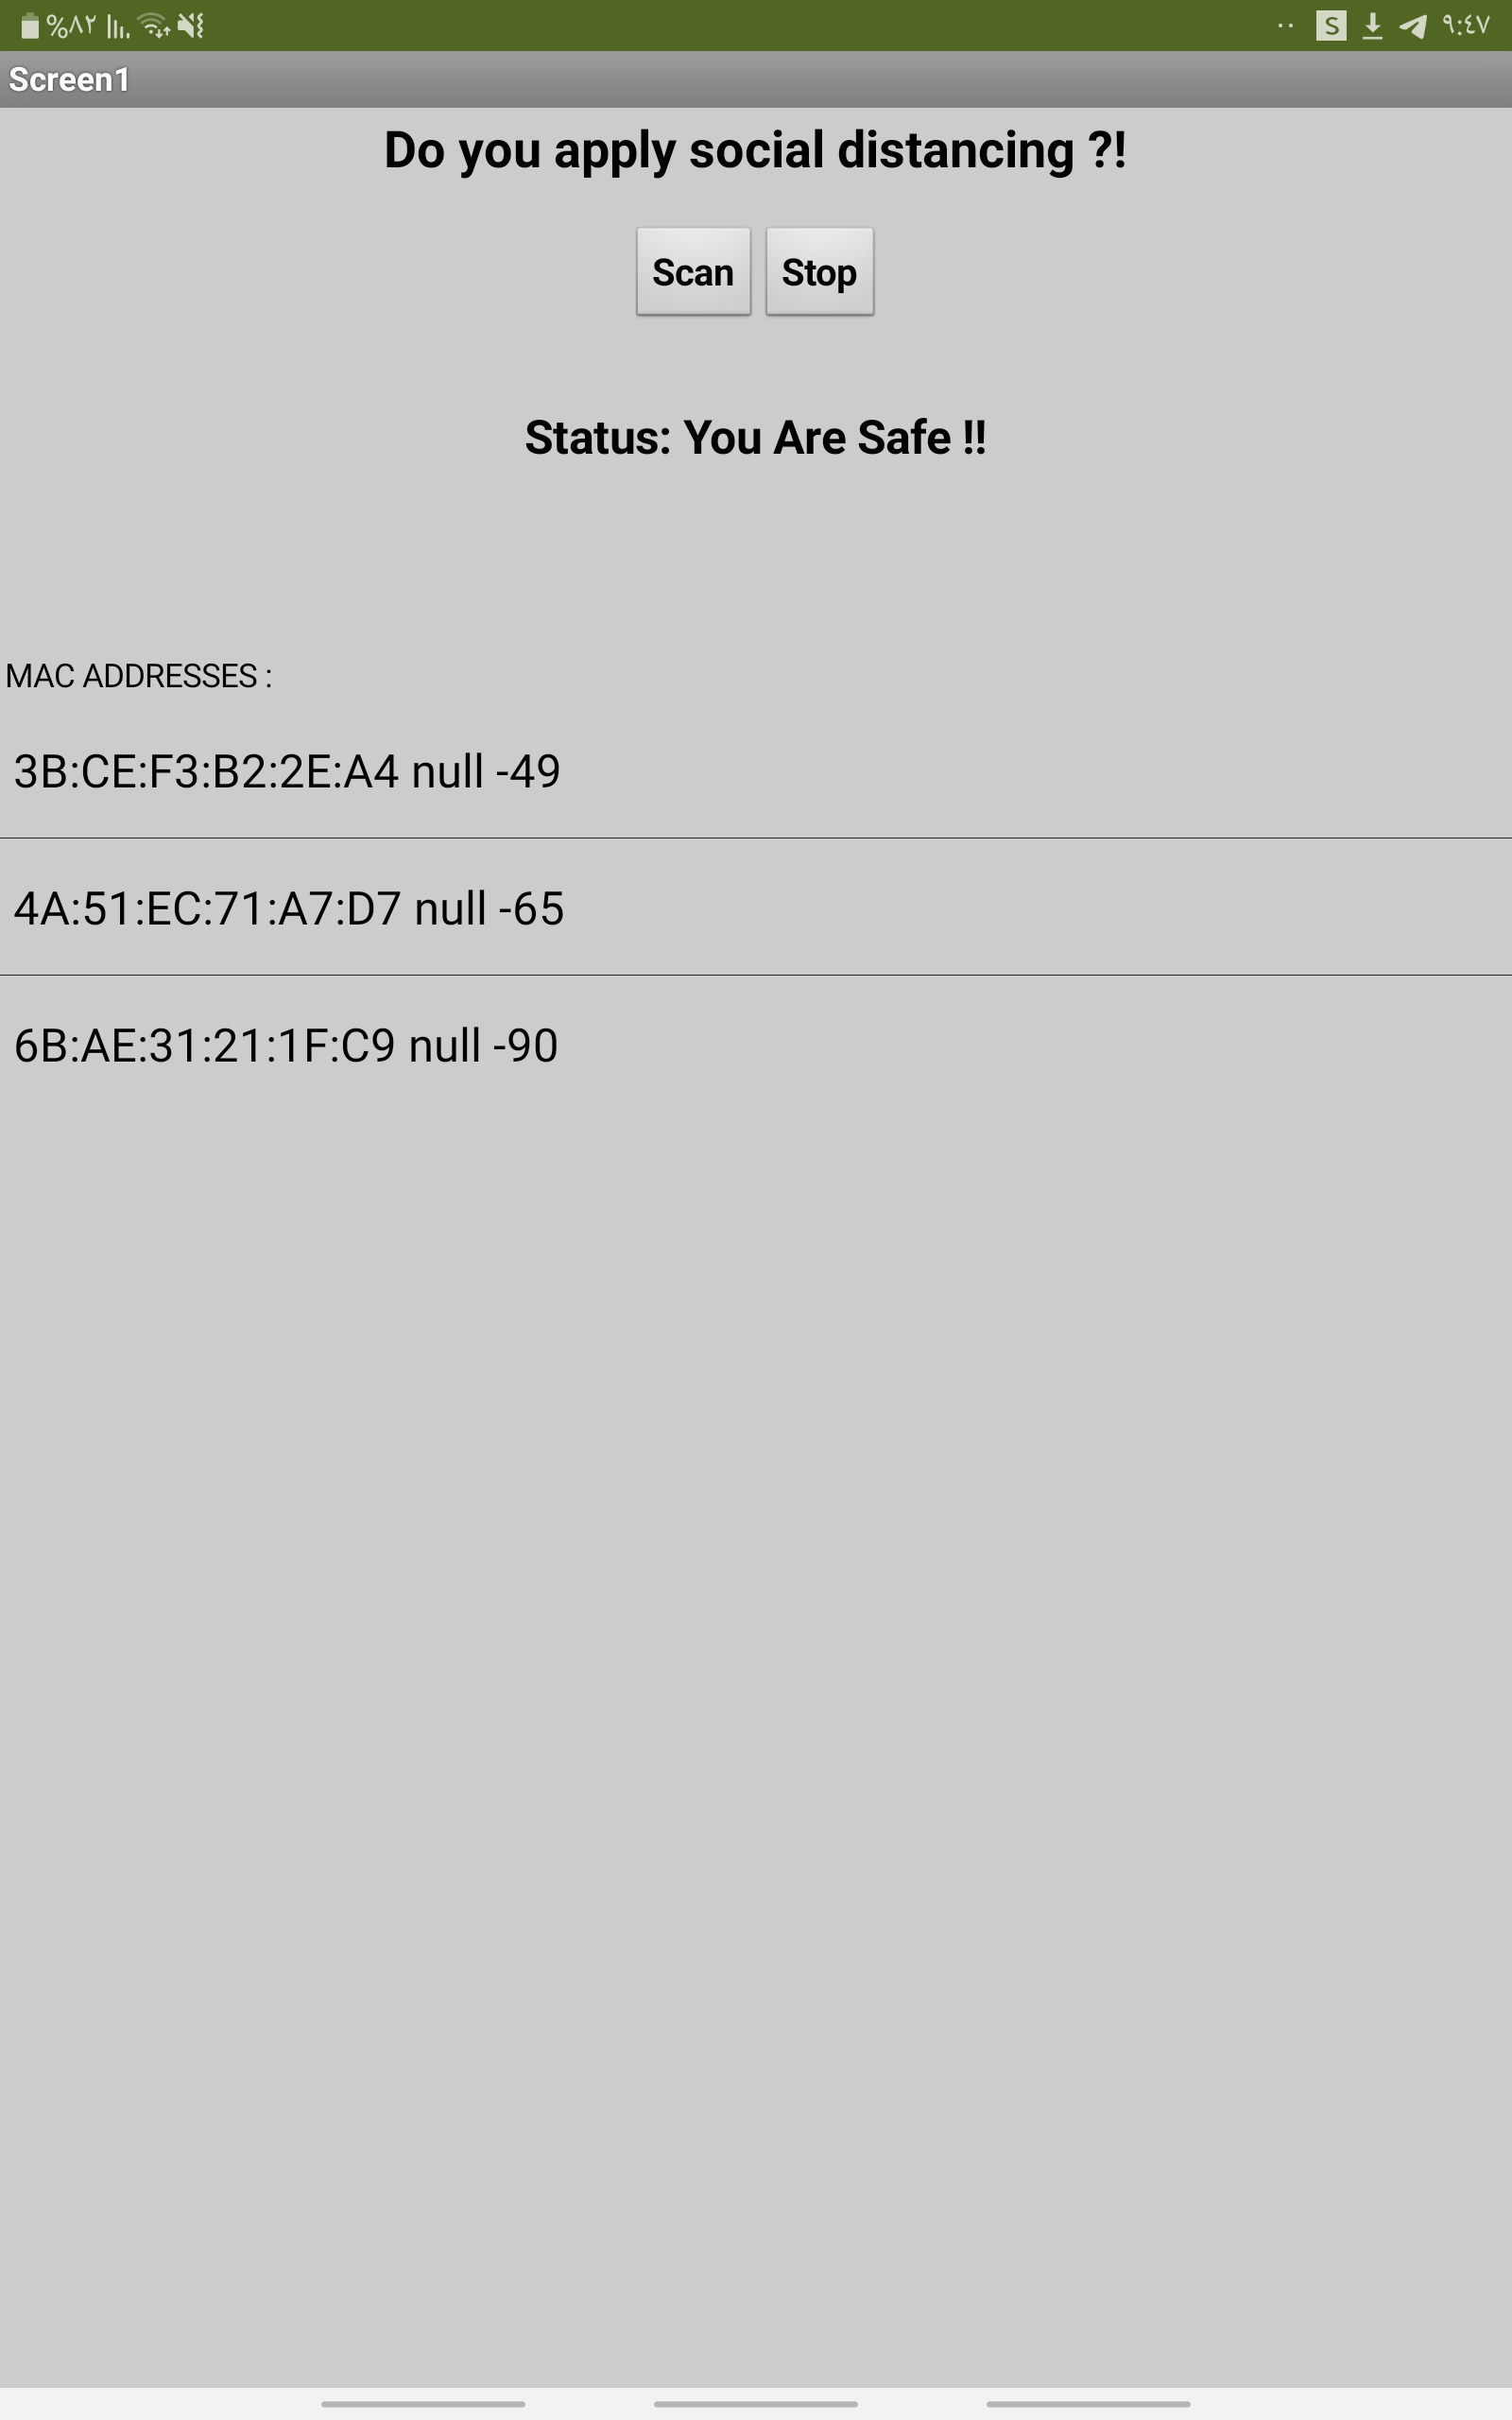 %٨٢ S ٩:٤٧
Screen1
Do you apply social distancing ?!
Scan Stop
Status: You Are Safe !!
MAC ADDRESSES :
3B:CE:F3:B2:2E:A4 null -49
4A:51:EC:71:A7:D7 null -65
6B:AE:31:21:1F:C9 null -90